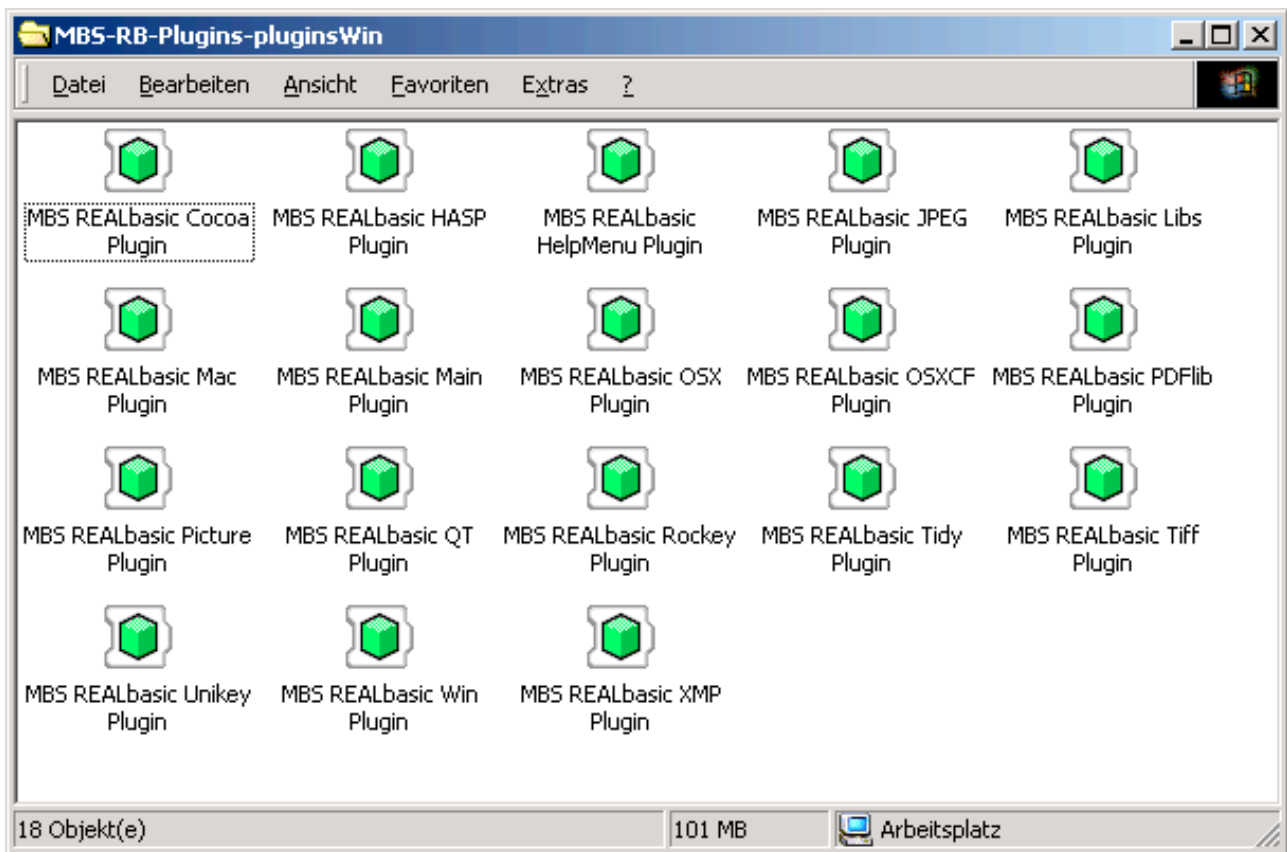 MBS-RB-Plugins-pluginsWin
Datei Bearbeiten Ansicht Favoriten Extras ?
MBS REALbasic Cocoa Plugin
MBS REALbasic HASP Plugin
MBS REALbasic HelpMenu Plugin
MBS REALbasic JPEG Plugin
MBS REALbasic Libs Plugin
MBS REALbasic Mac Plugin
MBS REALbasic Main Plugin
MBS REALbasic OSX Plugin
MBS REALbasic OSXCF Plugin
MBS REALbasic PDFlib Plugin
MBS REALbasic Picture Plugin
MBS REALbasic QT Plugin
MBS REALbasic Rockey Plugin
MBS REALbasic Tidy Plugin
MBS REALbasic Tiff Plugin
MBS REALbasic Unikey Plugin
MBS REALbasic Win Plugin
MBS REALbasic XMP Plugin
18 Objekt(e) 101 MB Arbeitsplatz